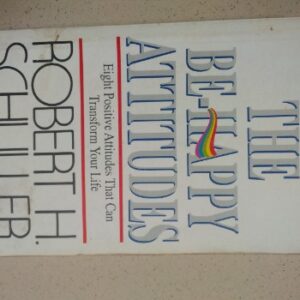 THE
BE-HAPPY
ATTITUDES
Eight Positive Attitudes That Can
Transform Your Life
ROBERT H.
SCHULLER